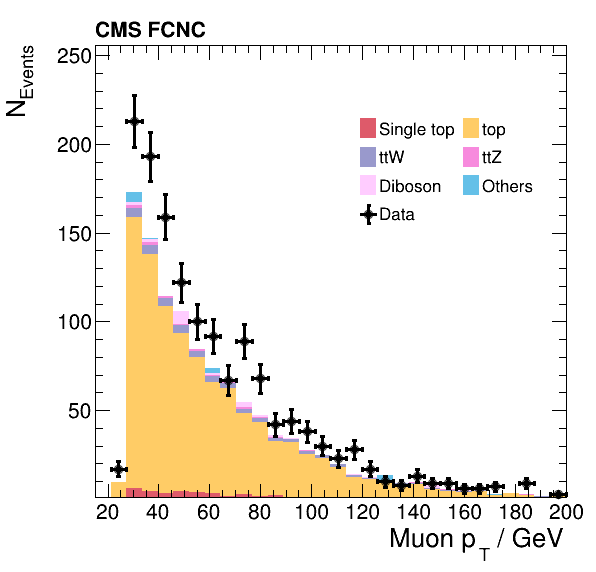 CMS FCNC
N_Events
250
200
150
100
50
Single top
top
ttW
ttZ
Diboson
Others
Data
20 40 60 80 100 120 140 160 180 200
Muon p_T / GeV